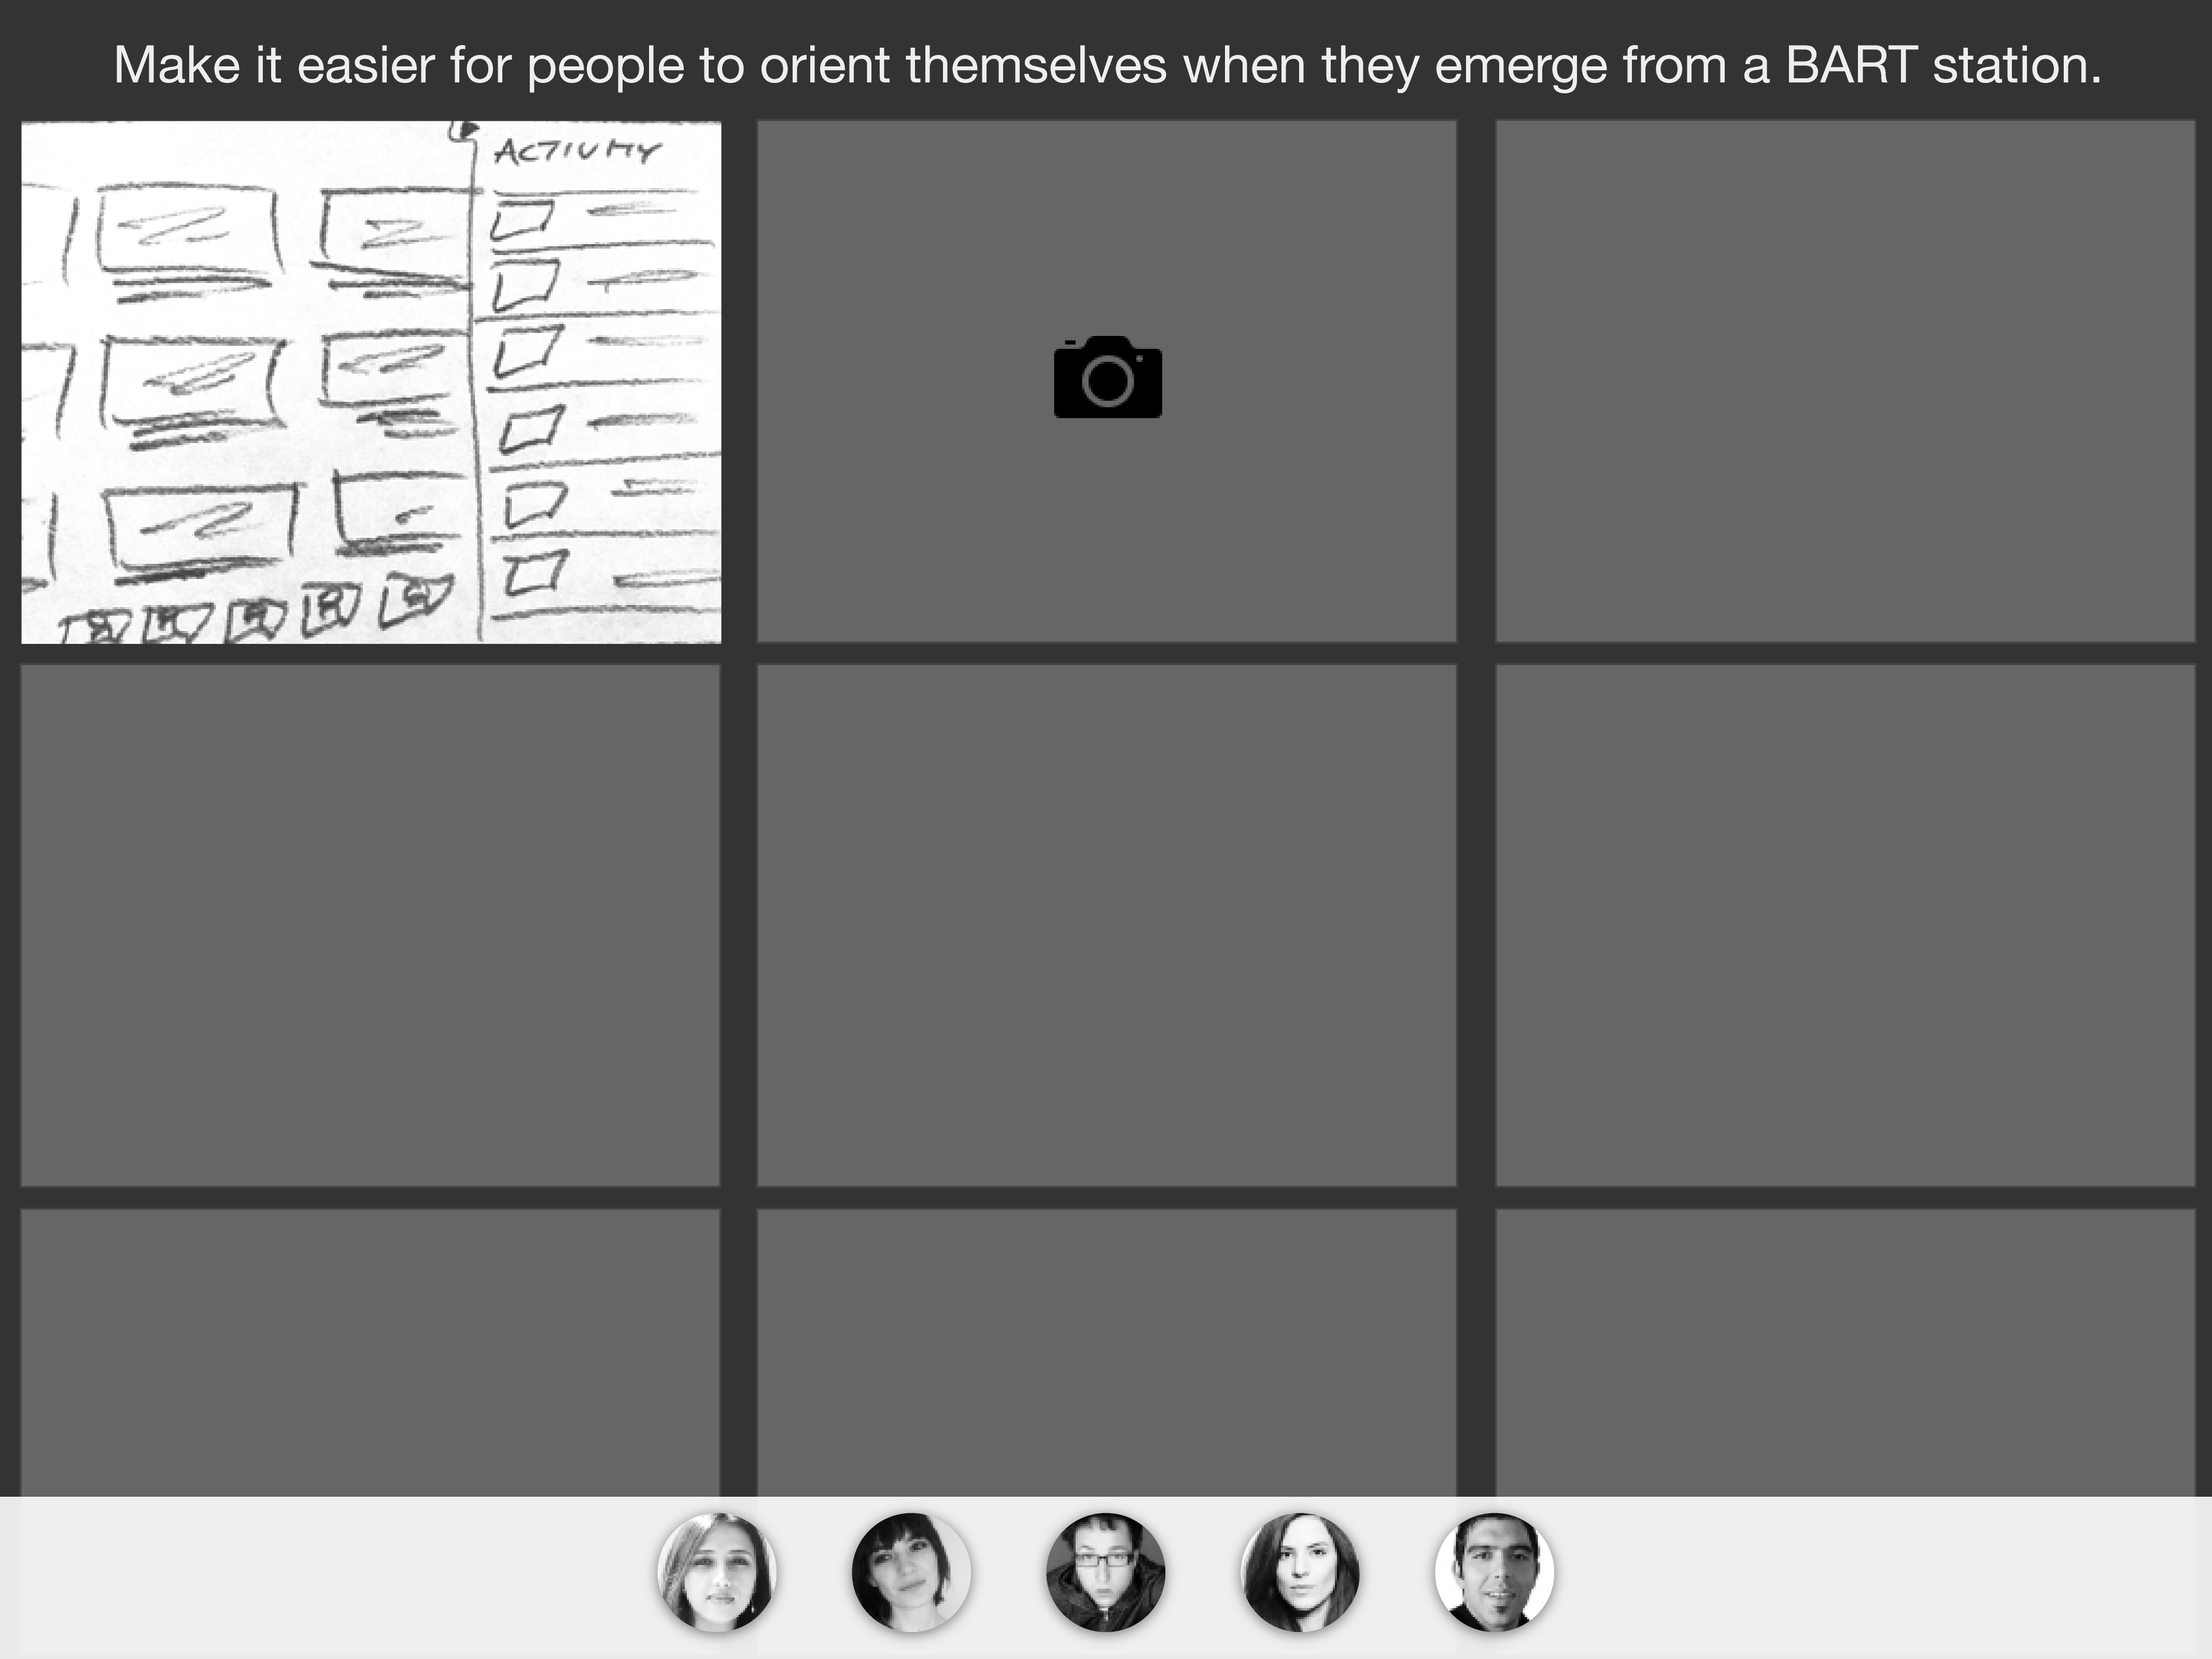 Make it easier for people to orient themselves when they emerge from a BART station.
ACTIVITY